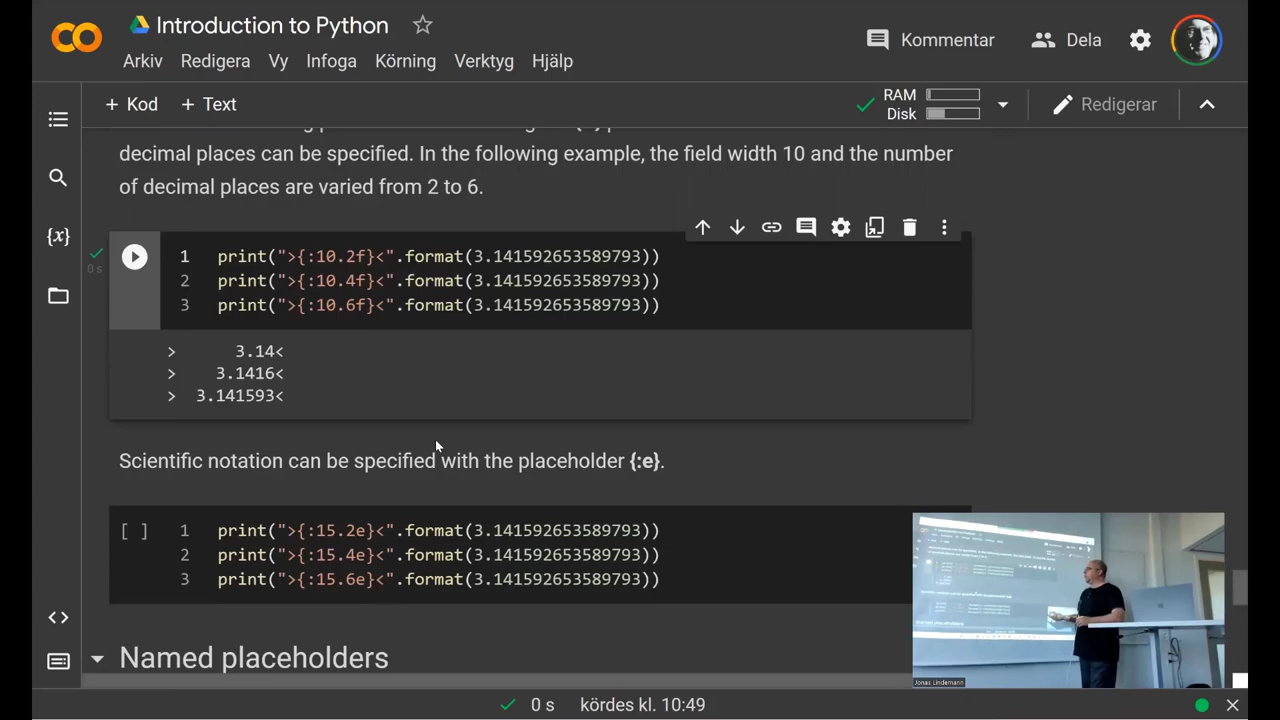 Introduction to Python
Arkiv Redigera Vy Infoga Körning Verktyg Hjälp
Kommentar Dela
+ Kod + Text
RAM
Disk
Redigerar
decimal places can be specified. In the following example, the field width 10 and the number
of decimal places are varied from 2 to 6.
0 s
1 print(">{:10.2f}<".format(3.141592653589793))
2 print(">{:10.4f}<".format(3.141592653589793))
3 print(">{:10.6f}<".format(3.141592653589793))
>      3.14<
>    3.1416<
>  3.141593<
Scientific notation can be specified with the placeholder {:e}.
[ ] 1 print(">{:15.2e}<".format(3.141592653589793))
2 print(">{:15.4e}<".format(3.141592653589793))
3 print(">{:15.6e}<".format(3.141592653589793))
Named placeholders
Jonas Lindemann
0 s kördes kl. 10:49